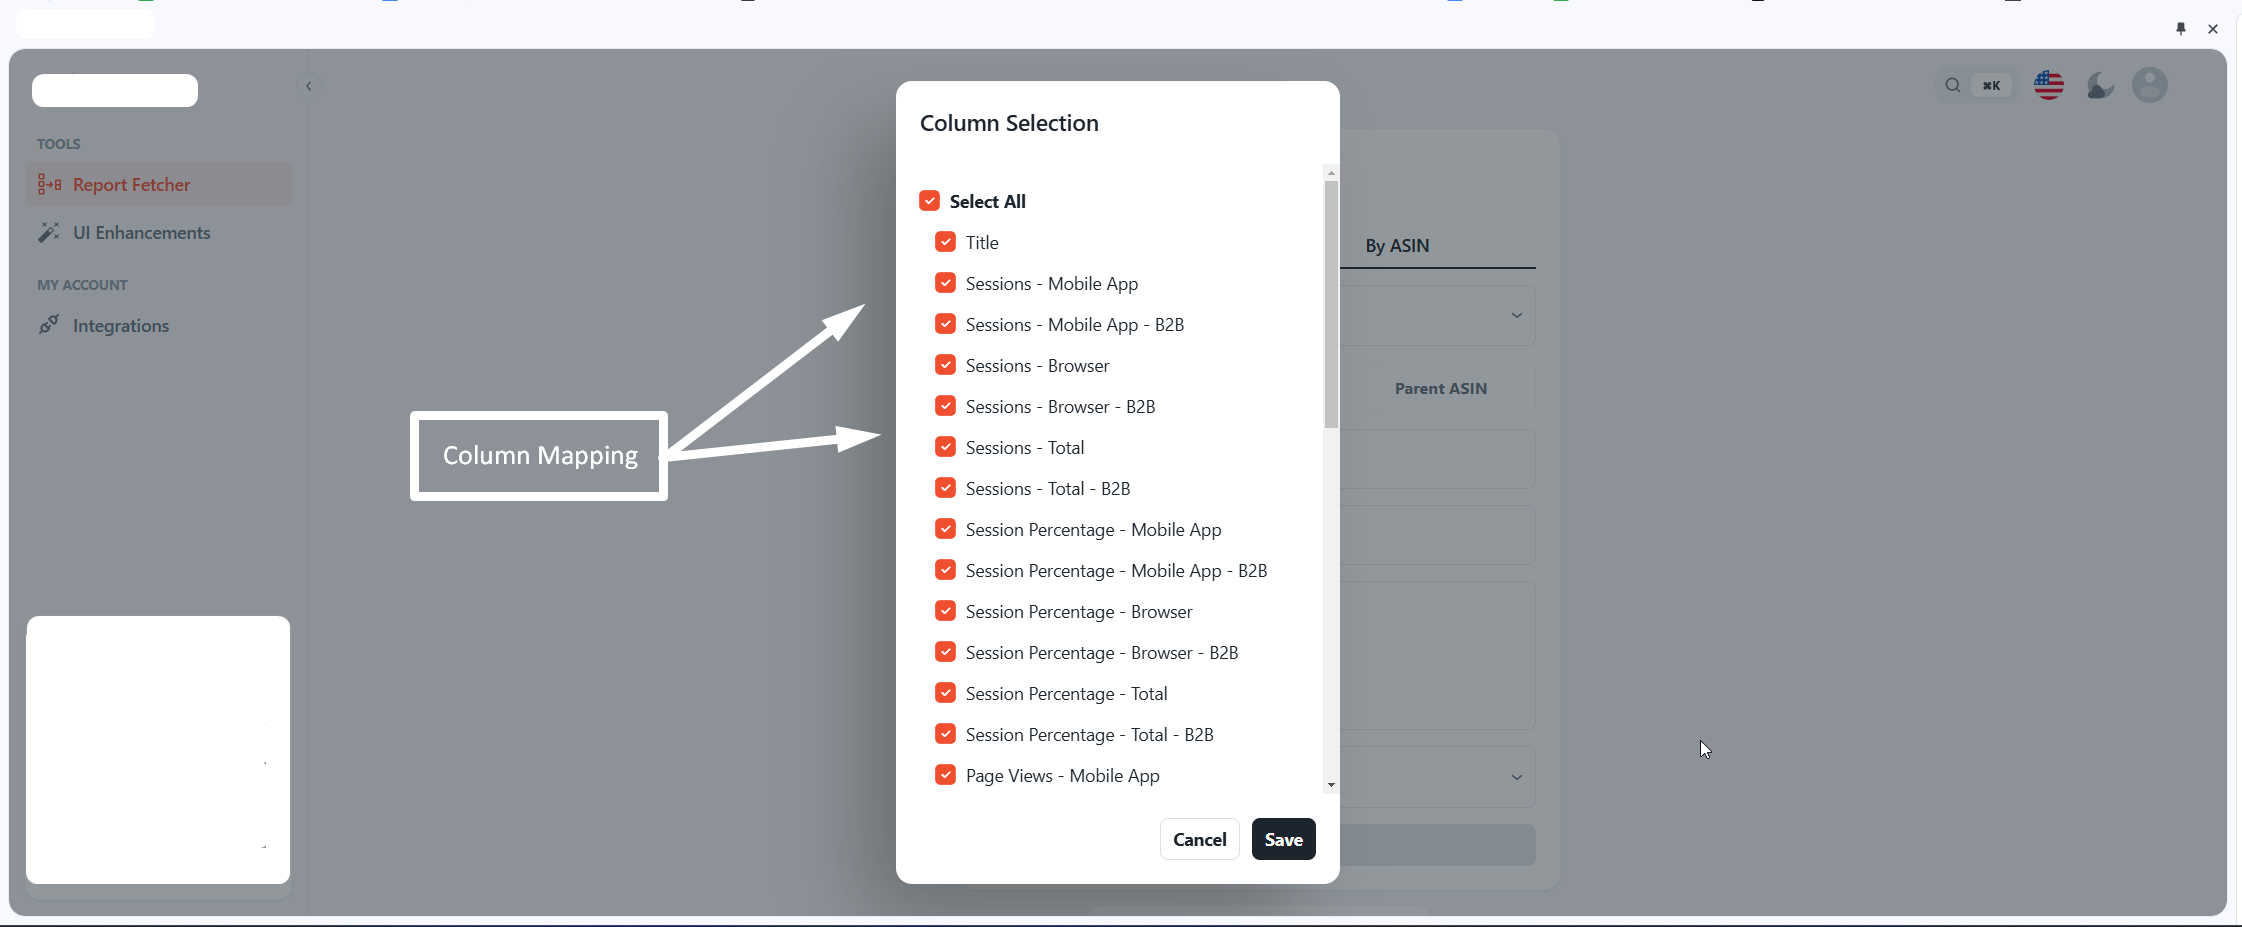 ⌘K
TOOLS
Report Fetcher
UI Enhancements
MY ACCOUNT
Integrations
Column Mapping
Column Selection
Select All
Title
Sessions - Mobile App
Sessions - Mobile App - B2B
Sessions - Browser
Sessions - Browser - B2B
Sessions - Total
Sessions - Total - B2B
Session Percentage - Mobile App
Session Percentage - Mobile App - B2B
Session Percentage - Browser
Session Percentage - Browser - B2B
Session Percentage - Total
Session Percentage - Total - B2B
Page Views - Mobile App
Cancel
Save
By ASIN
Parent ASIN